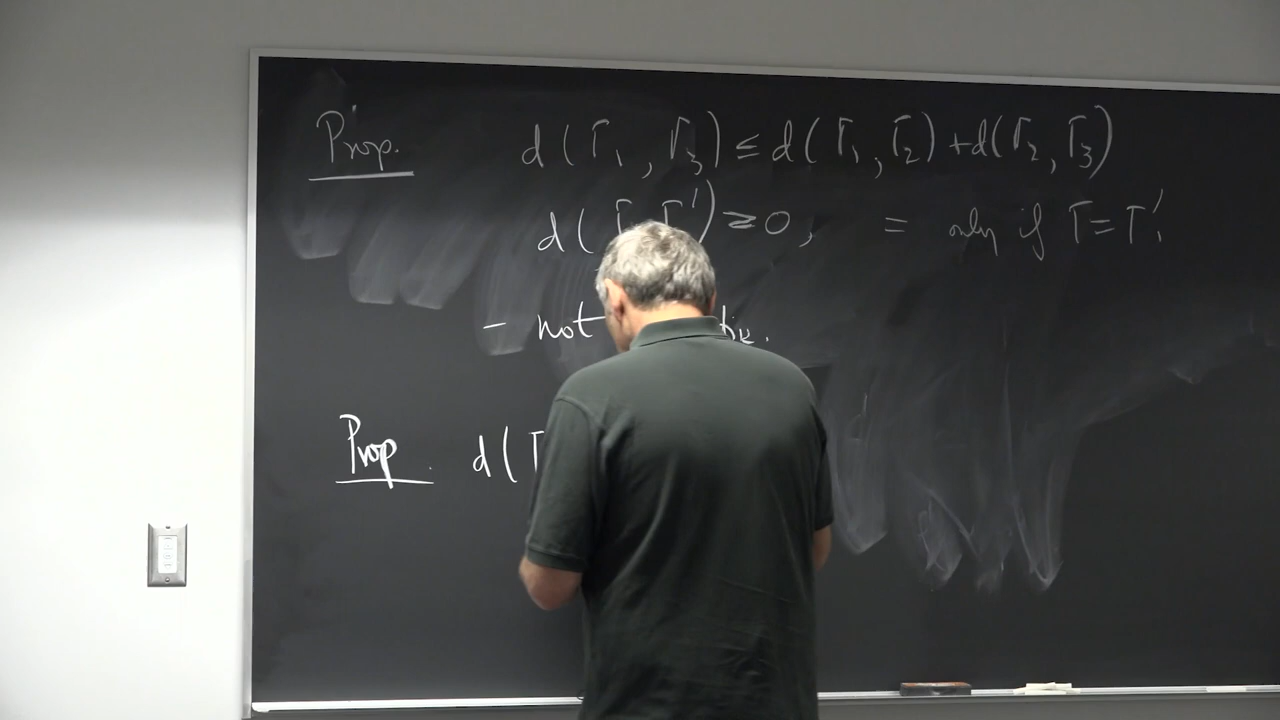 Prop. d(Γ₁, Γ₃) ≤ d(Γ₁, Γ₂) + d(Γ₂, Γ₃)
d(Γ, Γ') ≥ 0, = only if Γ = Γ'.
- not
Prop. d(Γ